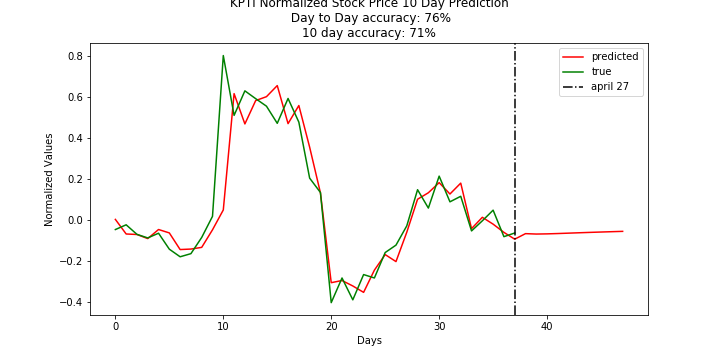 KPTI Normalized Stock Price 10 Day Prediction
Day to Day accuracy: 76%
10 day accuracy: 71%
predicted
true
april 27
Normalized Values
0.8
0.6
0.4
0.2
0.0
−0.2
−0.4
0
10
20
30
40
Days